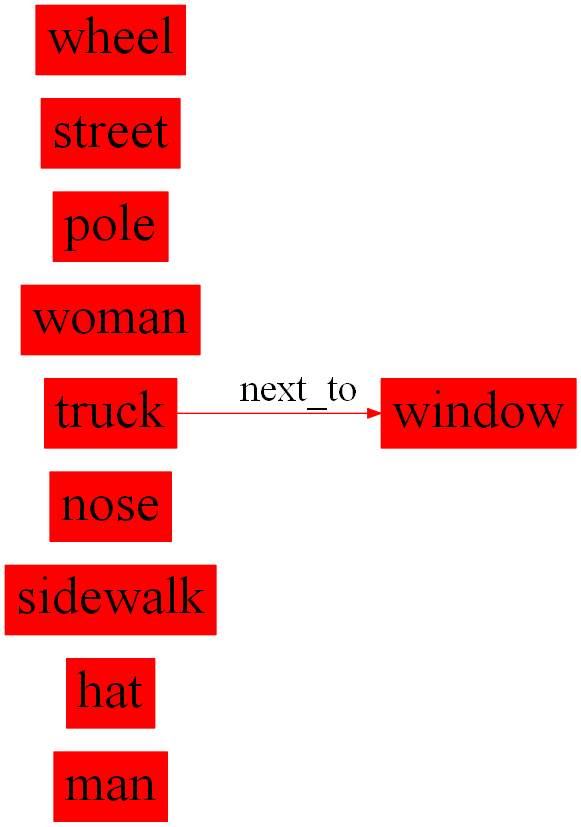 wheel
street
pole
woman
truck
next_to
window
nose
sidewalk
hat
man